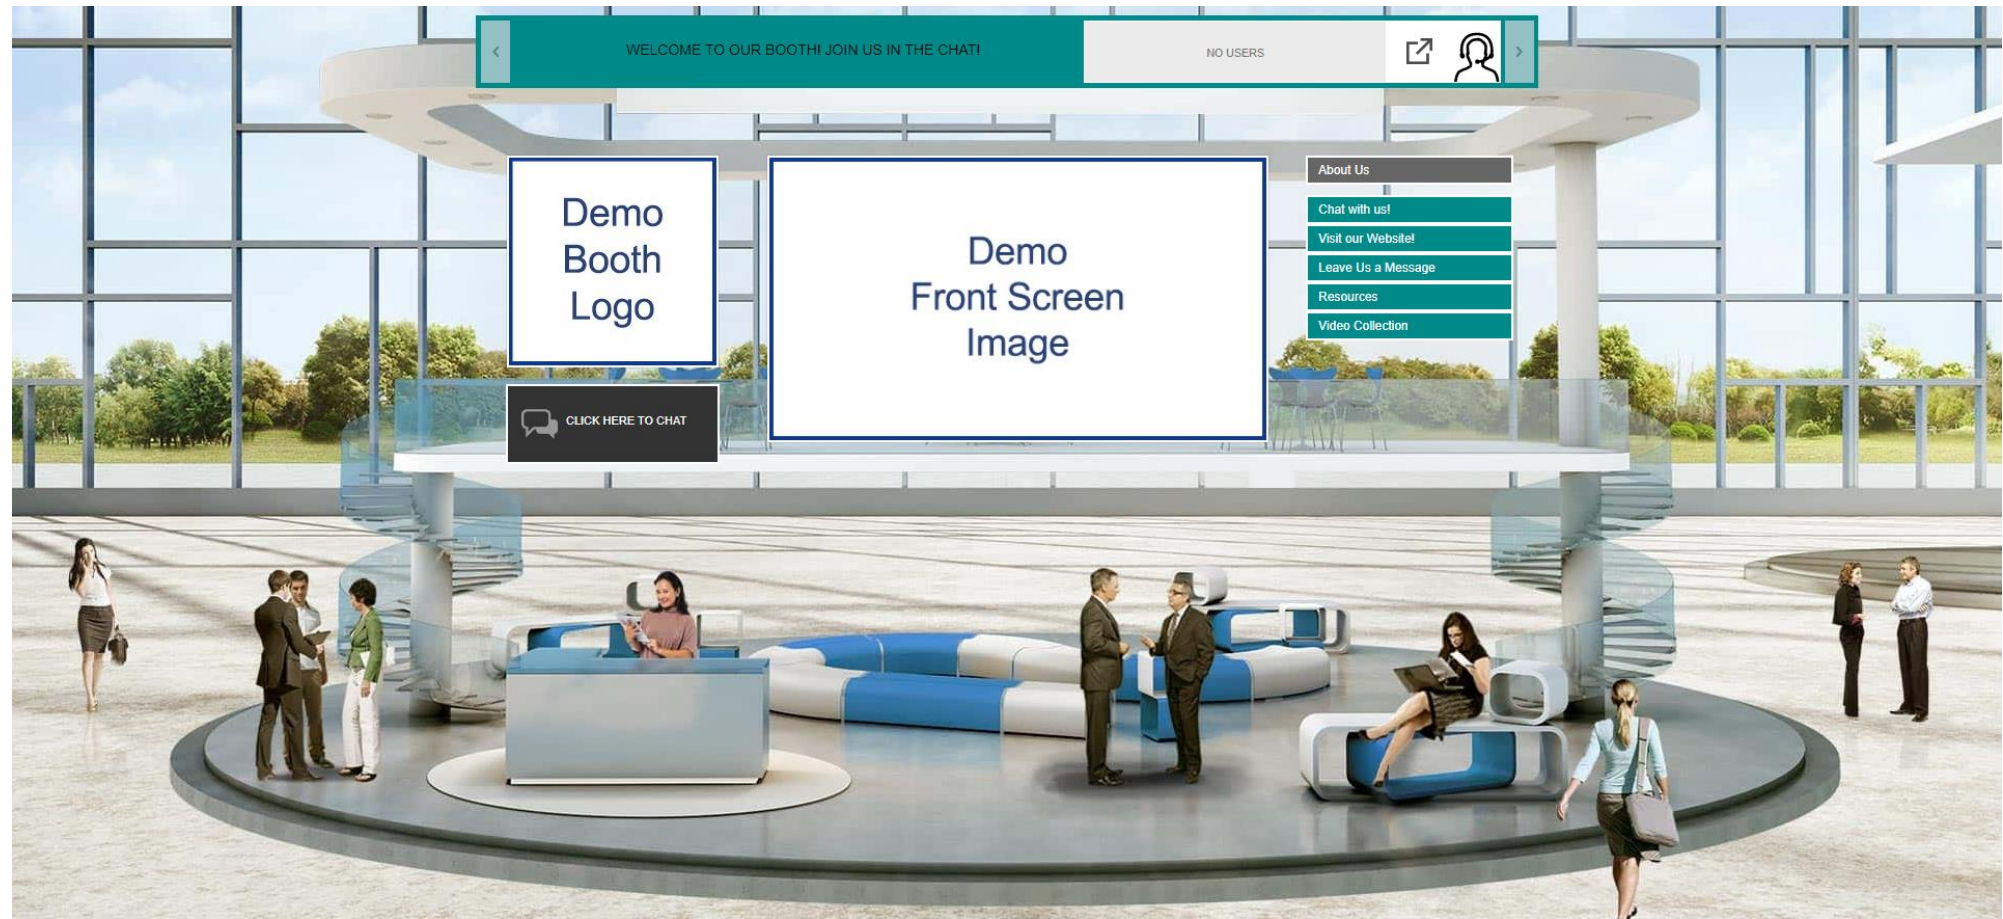 WELCOME TO OUR BOOTH! JOIN US IN THE CHAT!
NO USERS
Demo
Booth
Logo
CLICK HERE TO CHAT
Demo
Front Screen
Image
About Us
Chat with us!
Visit our Website!
Leave Us a Message
Resources
Video Collection